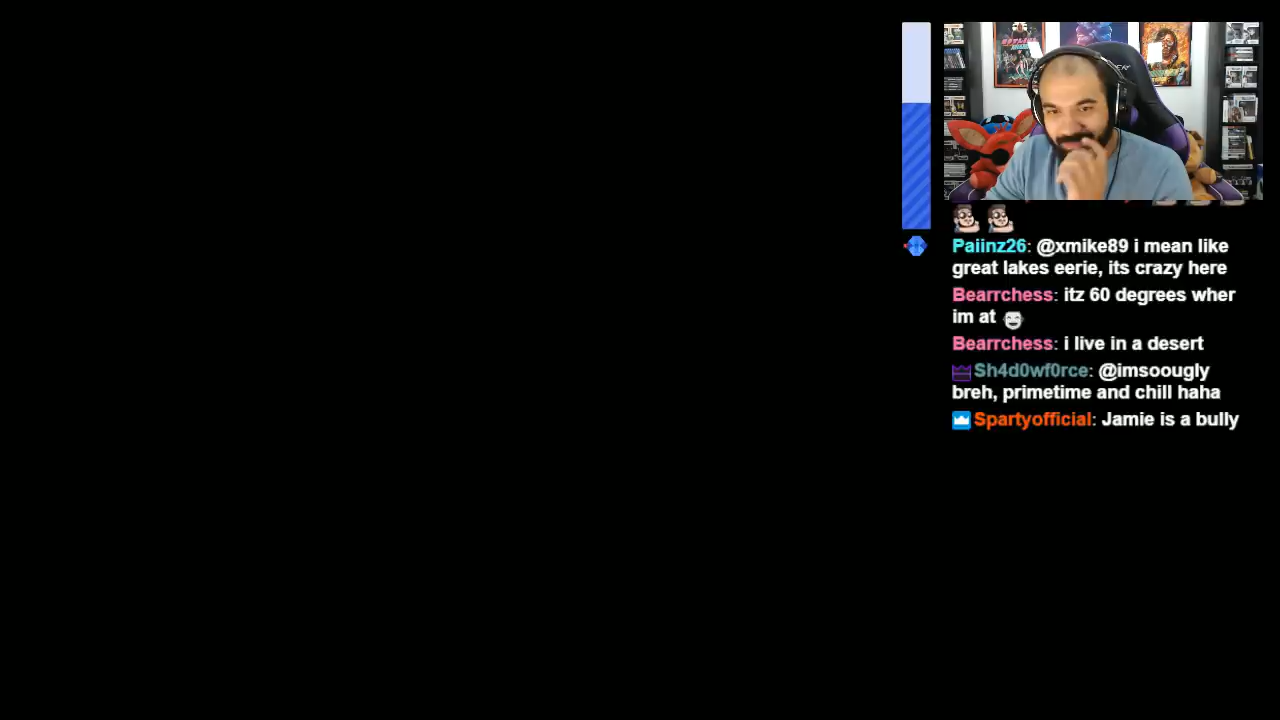 Paiinz26: @xmike89 i mean like
great lakes eerie, its crazy here
Bearrchess: itz 60 degrees wher
im at
Bearrchess: i live in a desert
Sh4d0wf0rce: @imsoougly
breh, primetime and chill haha
Spartyofficial: Jamie is a bully